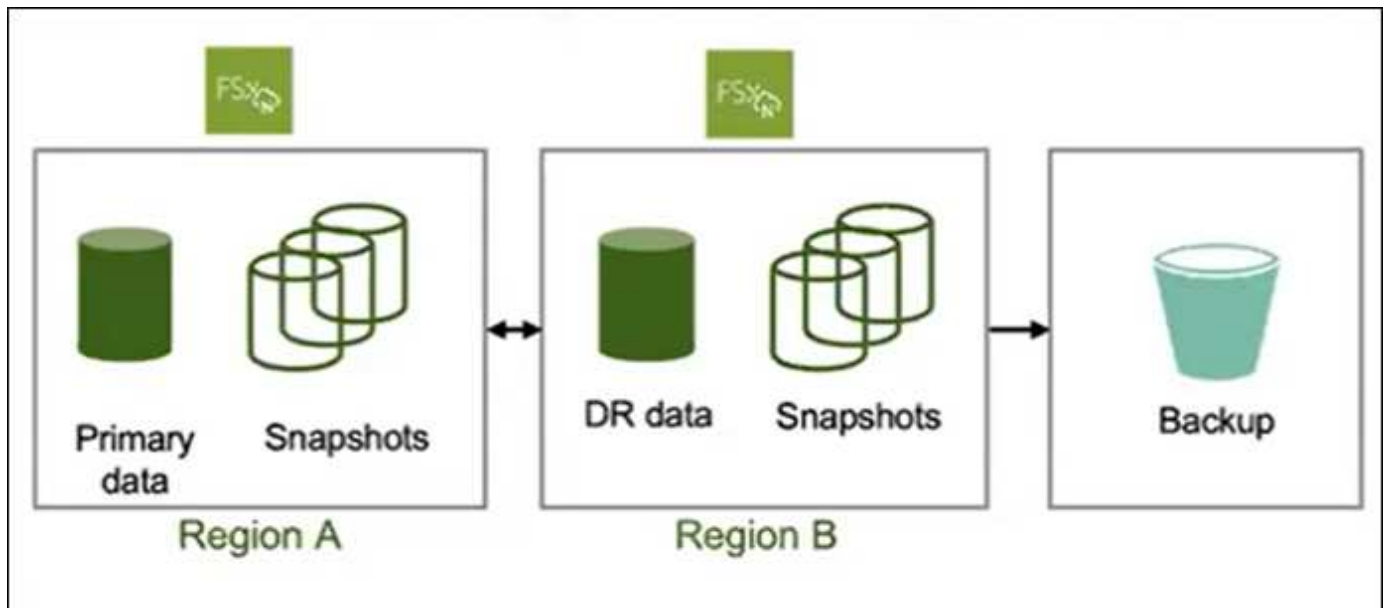 FSx
N
FSx
N
Primary
data
Snapshots
DR data
Snapshots
Backup
Region A
Region B